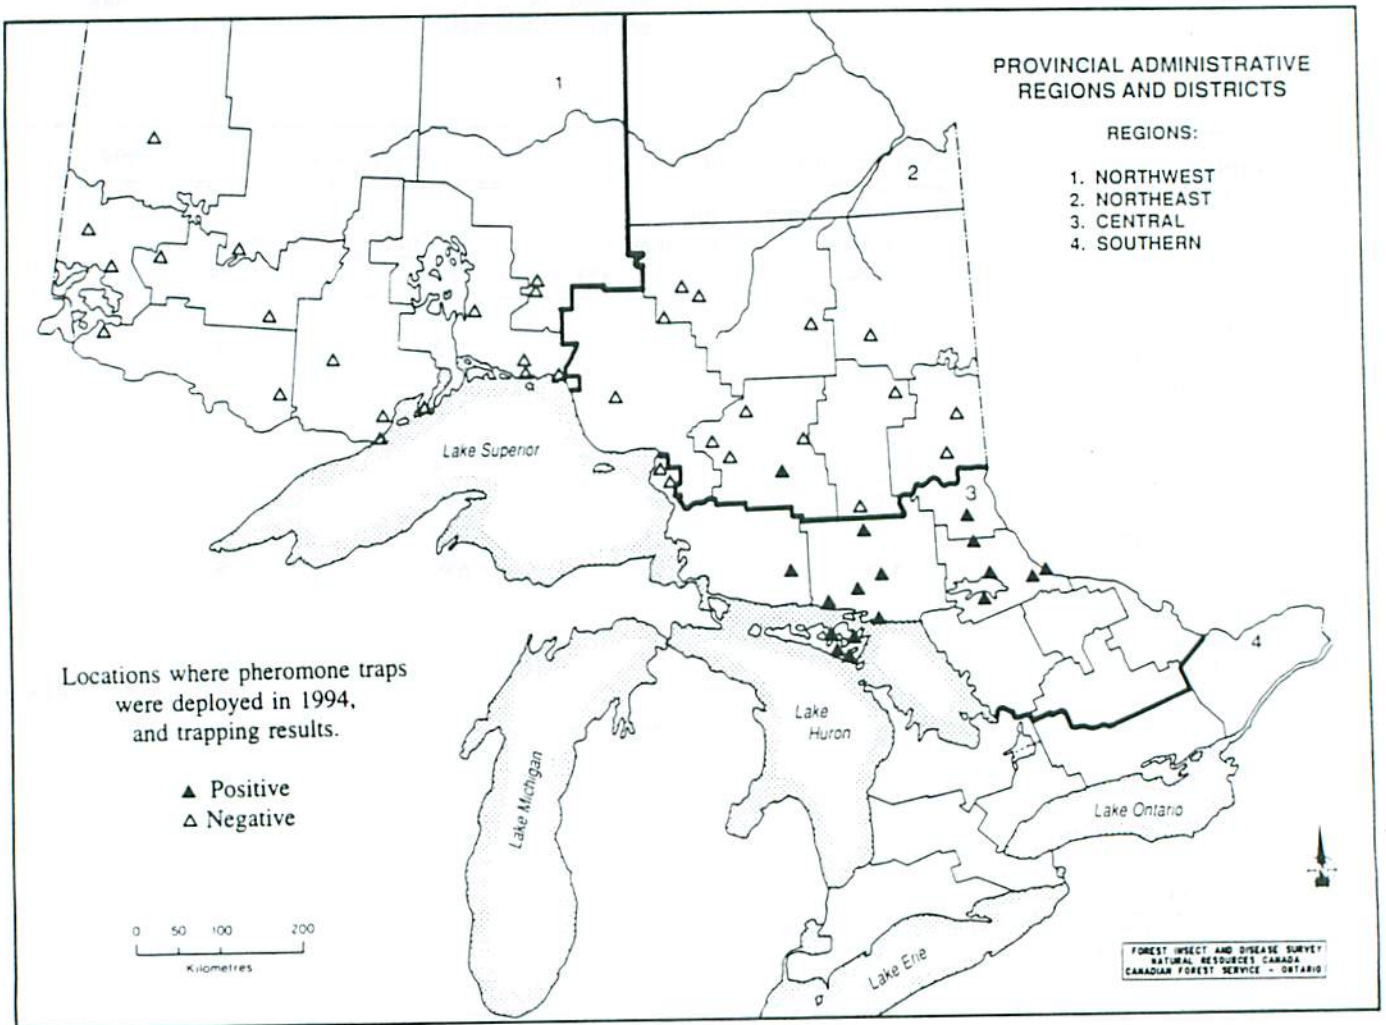 PROVINCIAL ADMINISTRATIVE
REGIONS AND DISTRICTS
REGIONS:
1. NORTHWEST
2. NORTHEAST
3. CENTRAL
4. SOUTHERN
1
2
3
4
Lake Superior
Lake Michigan
Lake
Huron
Lake Ontario
Lake Erie
Locations where pheromone traps
were deployed in 1994,
and trapping results.
▲ Positive
△ Negative
0 50 100 200
Kilometres
FOREST INSECT AND DISEASE SURVEY
NATURAL RESOURCES CANADA
CANADIAN FOREST SERVICE - ONTARIO